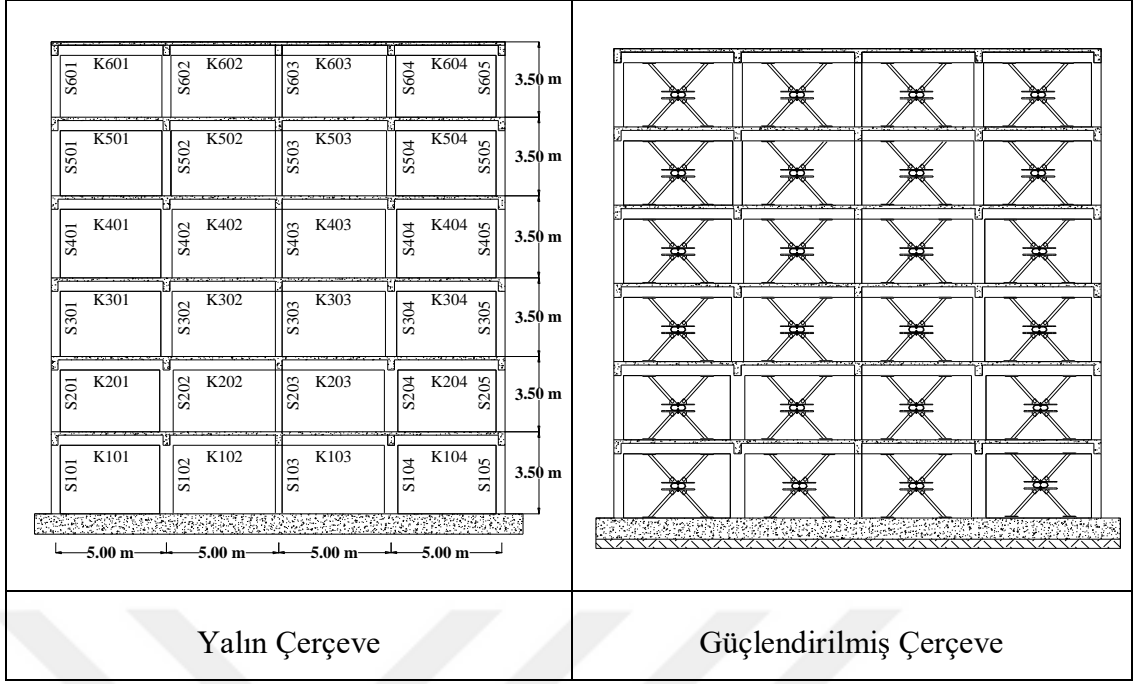 S601 K601 S602 K602 S603 K603 S604 K604 S605 3.50 m
S501 K501 S502 K502 S503 K503 S504 K504 S505 3.50 m
S401 K401 S402 K402 S403 K403 S404 K404 S405 3.50 m
S301 K301 S302 K302 S303 K303 S304 K304 S305 3.50 m
S201 K201 S202 K202 S203 K203 S204 K204 S205 3.50 m
S101 K101 S102 K102 S103 K103 S104 K104 S105 3.50 m
5.00 m 5.00 m 5.00 m 5.00 m
Yalın Çerçeve
Güçlendirilmiş Çerçeve